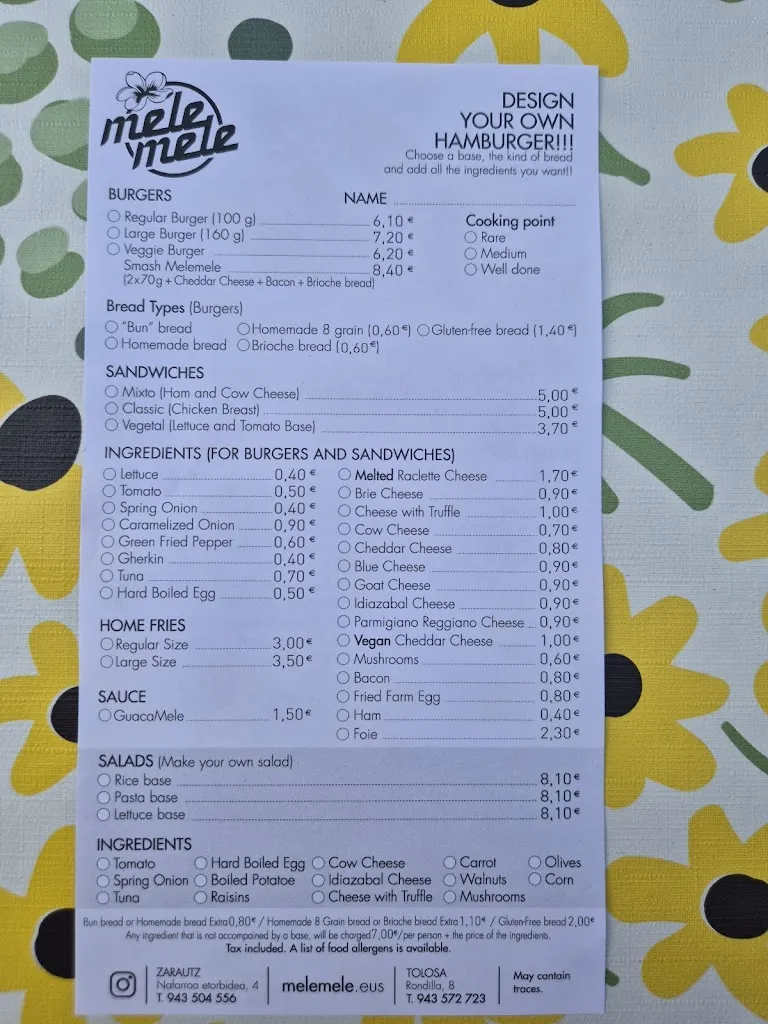 mele mele
DESIGN
YOUR OWN
HAMBURGER!!!
Choose a base, the kind of bread
and add all the ingredients you want!!
BURGERS
NAME
Regular Burger (100 g) 6,10 €
Large Burger (160 g) 7,20 €
Veggie Burger 6,20 €
Smash Melemele 8,40 €
(2x70g + Cheddar Cheese + Bacon + Brioche bread)
Cooking point
Rare
Medium
Well done
Bread Types (Burgers)
"Bun" bread Homemade 8 grain (0,60€) Gluten-free bread (1,40€)
Homemade bread Brioche bread (0,60€)
SANDWICHES
Mixto (Ham and Cow Cheese) 5,00 €
Classic (Chicken Breast) 5,00 €
Vegetal (Lettuce and Tomato Base) 3,70 €
INGREDIENTS (FOR BURGERS AND SANDWICHES)
Lettuce 0,40 €
Tomato 0,50 €
Spring Onion 0,40 €
Caramelized Onion 0,90 €
Green Fried Pepper 0,60 €
Gherkin 0,40 €
Tuna 0,70 €
Hard Boiled Egg 0,50 €
Melted Raclette Cheese 1,70€
Brie Cheese 0,90€
Cheese with Truffle 1,00€
Cow Cheese 0,70€
Cheddar Cheese 0,80€
Blue Cheese 0,90€
Goat Cheese 0,90€
Idiazabal Cheese 0,90€
Parmigiano Reggiano Cheese 0,90€
Vegan Cheddar Cheese 1,00€
Mushrooms 0,60€
Bacon 0,80€
Fried Farm Egg 0,80€
Ham 0,40€
Foie 2,30€
HOME FRIES
Regular Size 3,00€
Large Size 3,50€
SAUCE
GuacaMele 1,50€
SALADS (Make your own salad)
Rice base 8,10€
Pasta base 8,10€
Lettuce base 8,10€
INGREDIENTS
Tomato Hard Boiled Egg Cow Cheese Carrot Olives
Spring Onion Boiled Potatoe Idiazabal Cheese Walnuts Corn
Tuna Raisins Cheese with Truffle Mushrooms
Bun bread or Homemade bread Extra0,80€ / Homemade 8 Grain bread or Brioche bread Extra 1,10€ / Gluten-Free bread 2,00€
Any ingredient that is not accompained by a base, will be charged7,00€/per person + the price of the ingredients.
Tax included. A list of food allergens is available.
ZARAUTZ
Nafarroa etorbidea, 4
T. 943 504 556
melemele.eus
TOLOSA
Rondilla, 8
T. 943 572 723
May contain
traces.